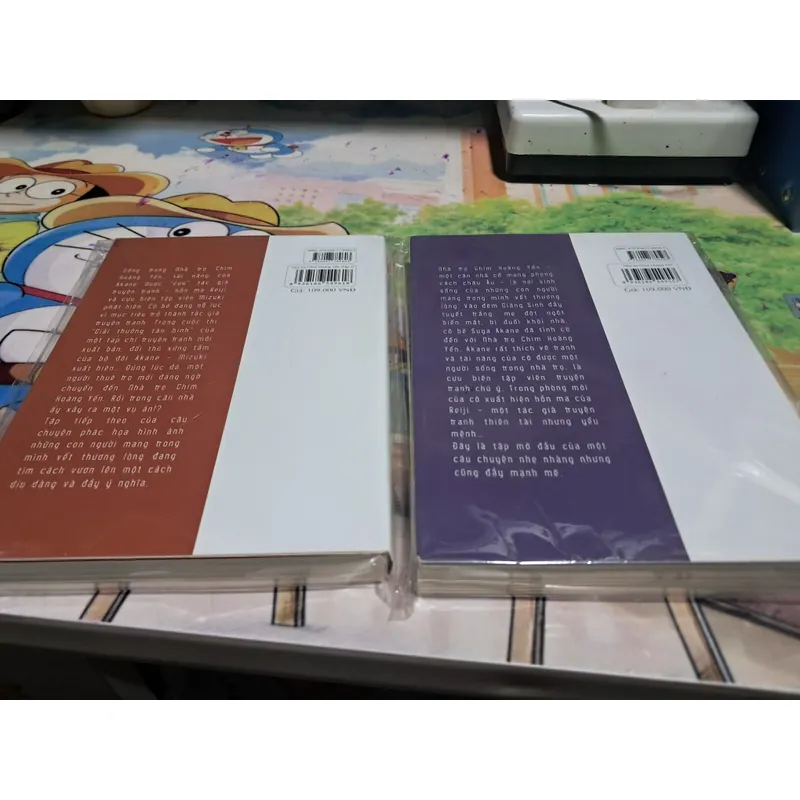 Sống trong Nhà trọ Chim
Hoàng Yến, tài năng của
Akane được "cựu" tác giả
truyện tranh - hồn ma Reiji
và cựu biên tập viên Mizuki
phát hiện. Cô bé đang nỗ lực
vì mục tiêu trở thành tác giả
truyện tranh. Trong cuộc thi
"Giải thưởng tân binh" của
một tạp chí truyện tranh mới
xuất bản, đối thủ xứng tầm
của bộ đôi Akane - Mizuki
xuất hiện... Đúng lúc đó, một
người thuê trọ mới đáng ngờ
chuyển đến Nhà trọ Chim
Hoàng Yến. Rồi trong căn nhà
ấy xảy ra một vụ án!?
Tập tiếp theo của câu
chuyện phác họa hình ảnh
những con người mang trong
mình vết thương lòng đang
tìm cách vươn lên một cách
dịu dàng và đầy ý nghĩa.
Giá: 109.000 VNĐ
Nhà trọ Chim Hoàng Yến -
một căn nhà cổ mang phong
cách châu Âu - là nơi sinh
sống của những con người
mang trong mình vết thương
lòng. Vào đêm Giáng Sinh đầy
tuyết trắng, mẹ đột ngột
biến mất, bị đuổi khỏi nhà,
cô bé Suga Akane đã tình cờ
đến với Nhà trọ Chim Hoàng
Yến. Akane rất thích vẽ tranh
và tài năng của cô được một
người sống trong nhà trọ, là
cựu biên tập viên truyện
tranh chú ý. Trong phòng mới
của cô xuất hiện hồn ma của
Reiji - một tác giả truyện
tranh thiên tài nhưng yểu
mệnh...
Đây là tập mở đầu của một
câu chuyện nhẹ nhàng nhưng
cũng đầy mạnh mẽ.
Giá: 109.000 VNĐ